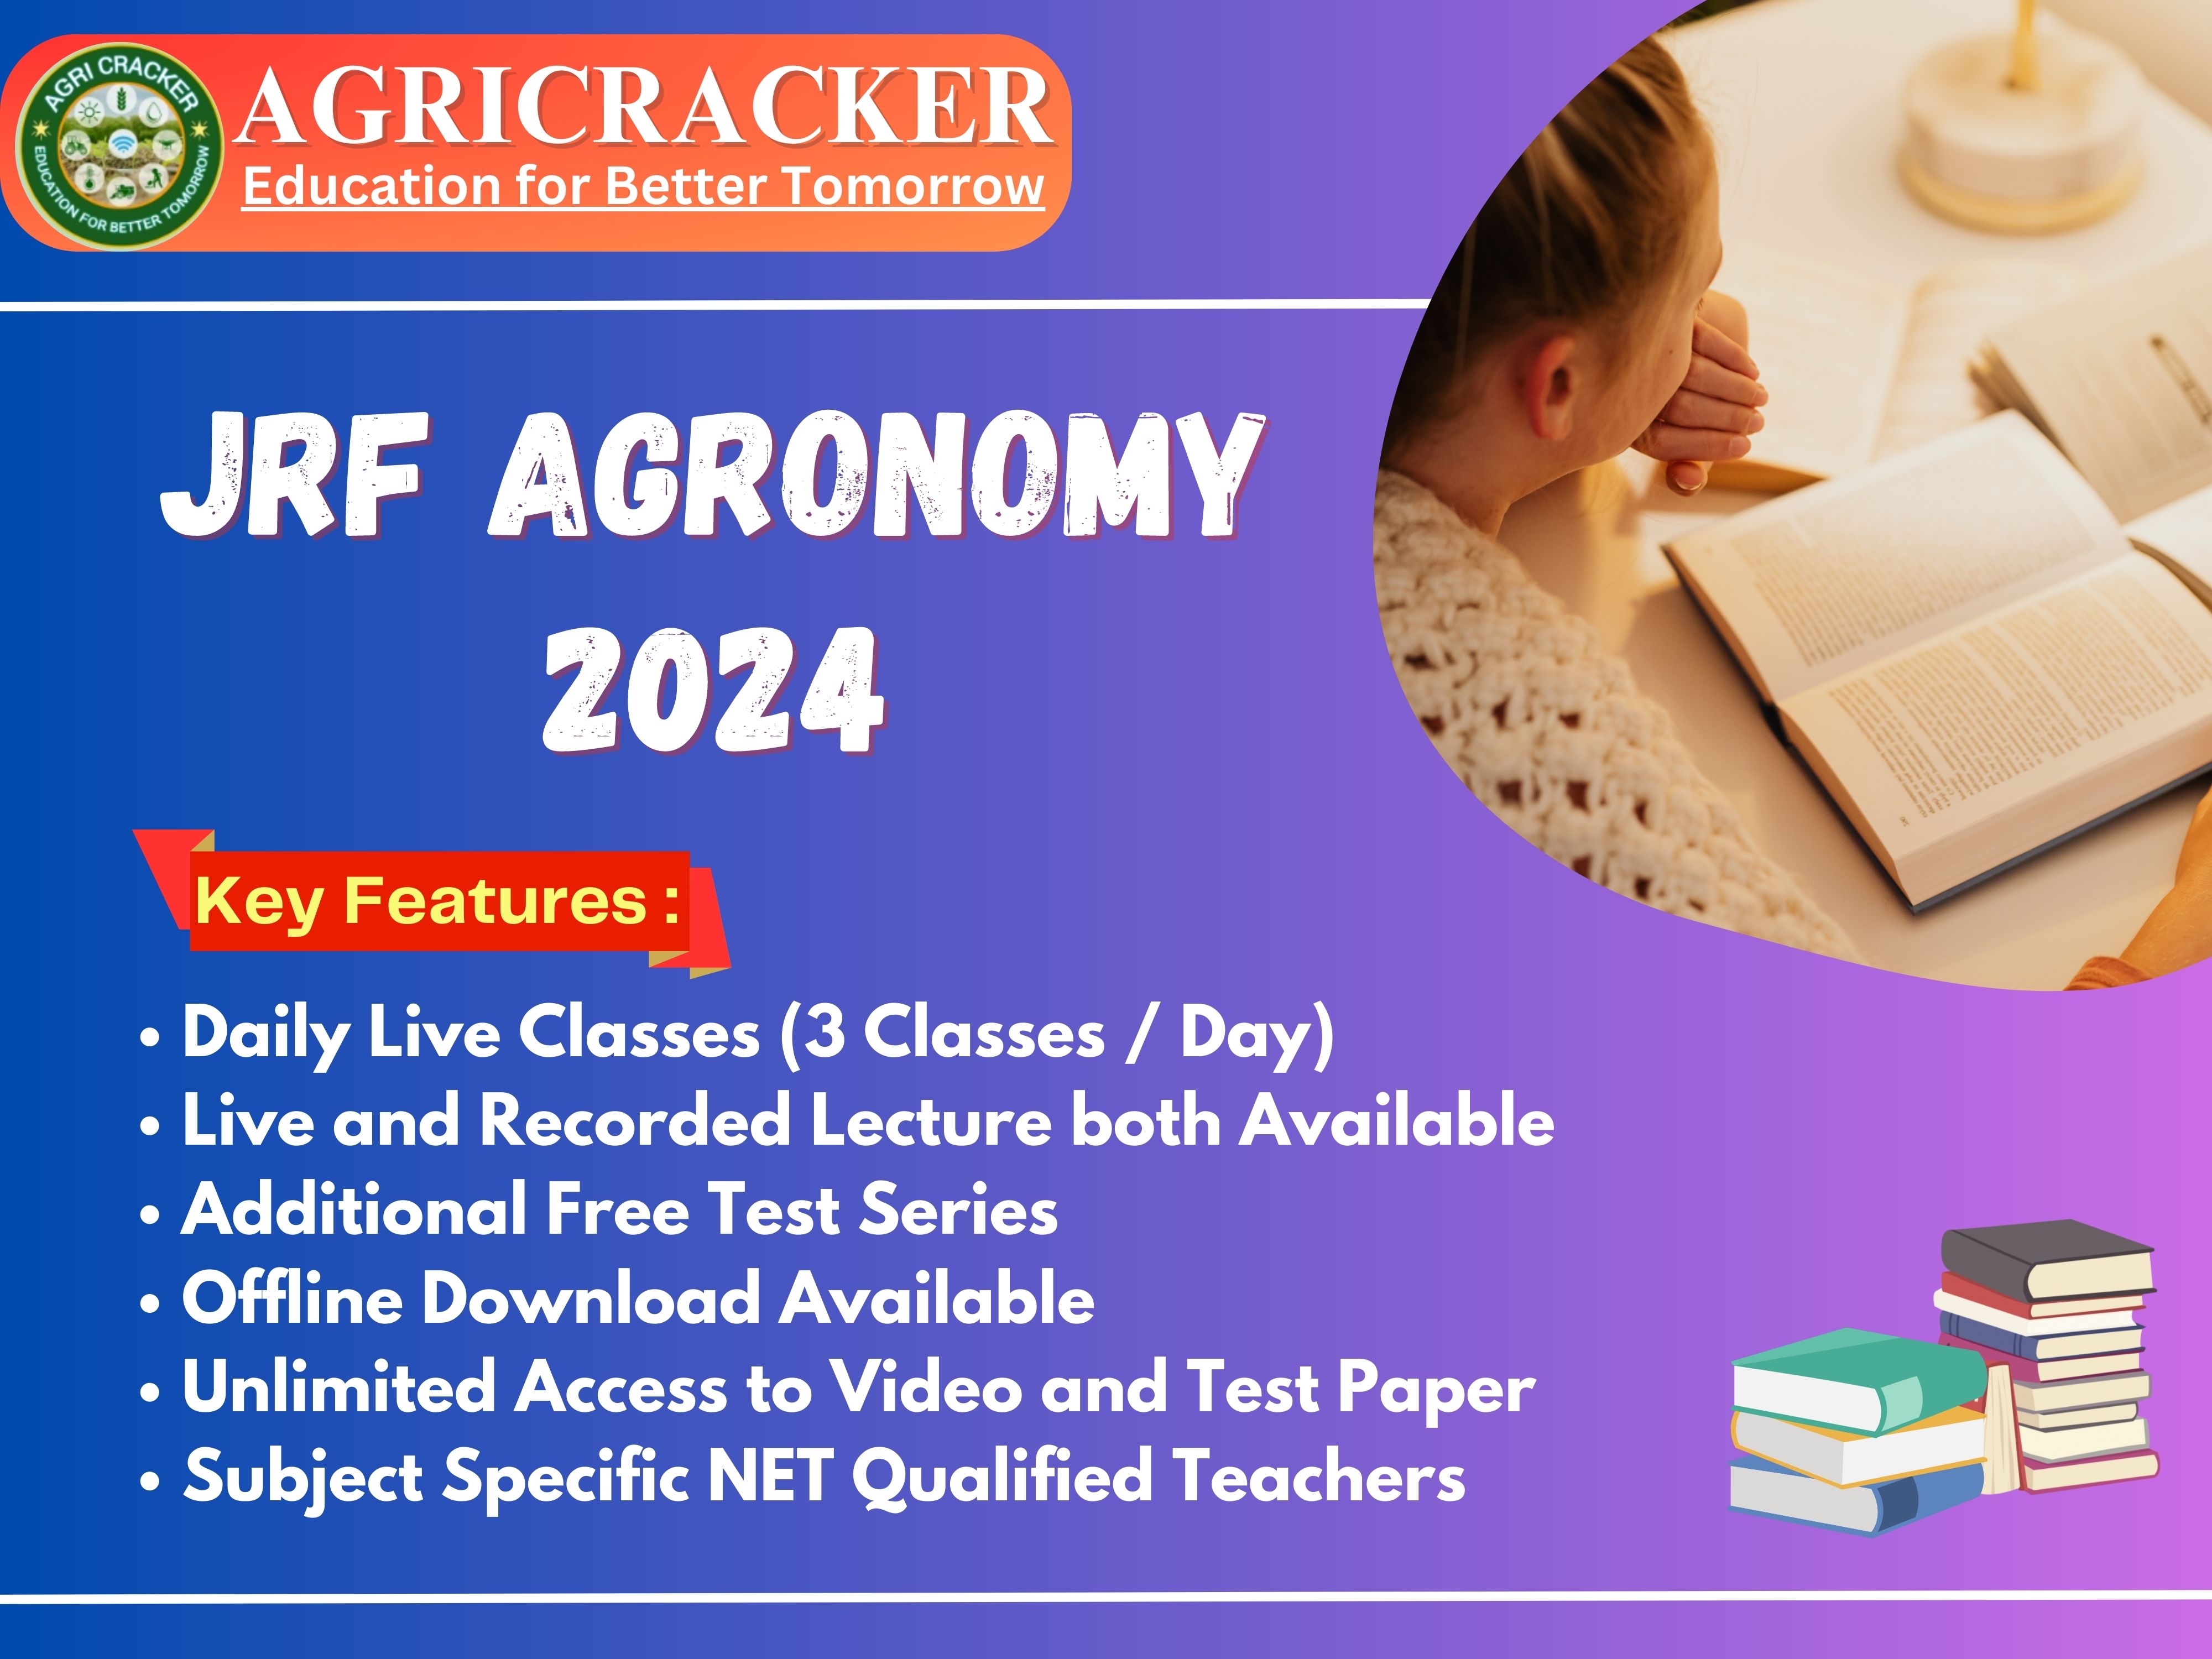 AGRI CRACKER
EDUCATION FOR BETTER TOMORROW
AGRICRACKER
Education for Better Tomorrow
JRF AGRONOMY
2024
Key Features :
• Daily Live Classes (3 Classes / Day)
• Live and Recorded Lecture both Available
• Additional Free Test Series
• Offline Download Available
• Unlimited Access to Video and Test Paper
• Subject Specific NET Qualified Teachers